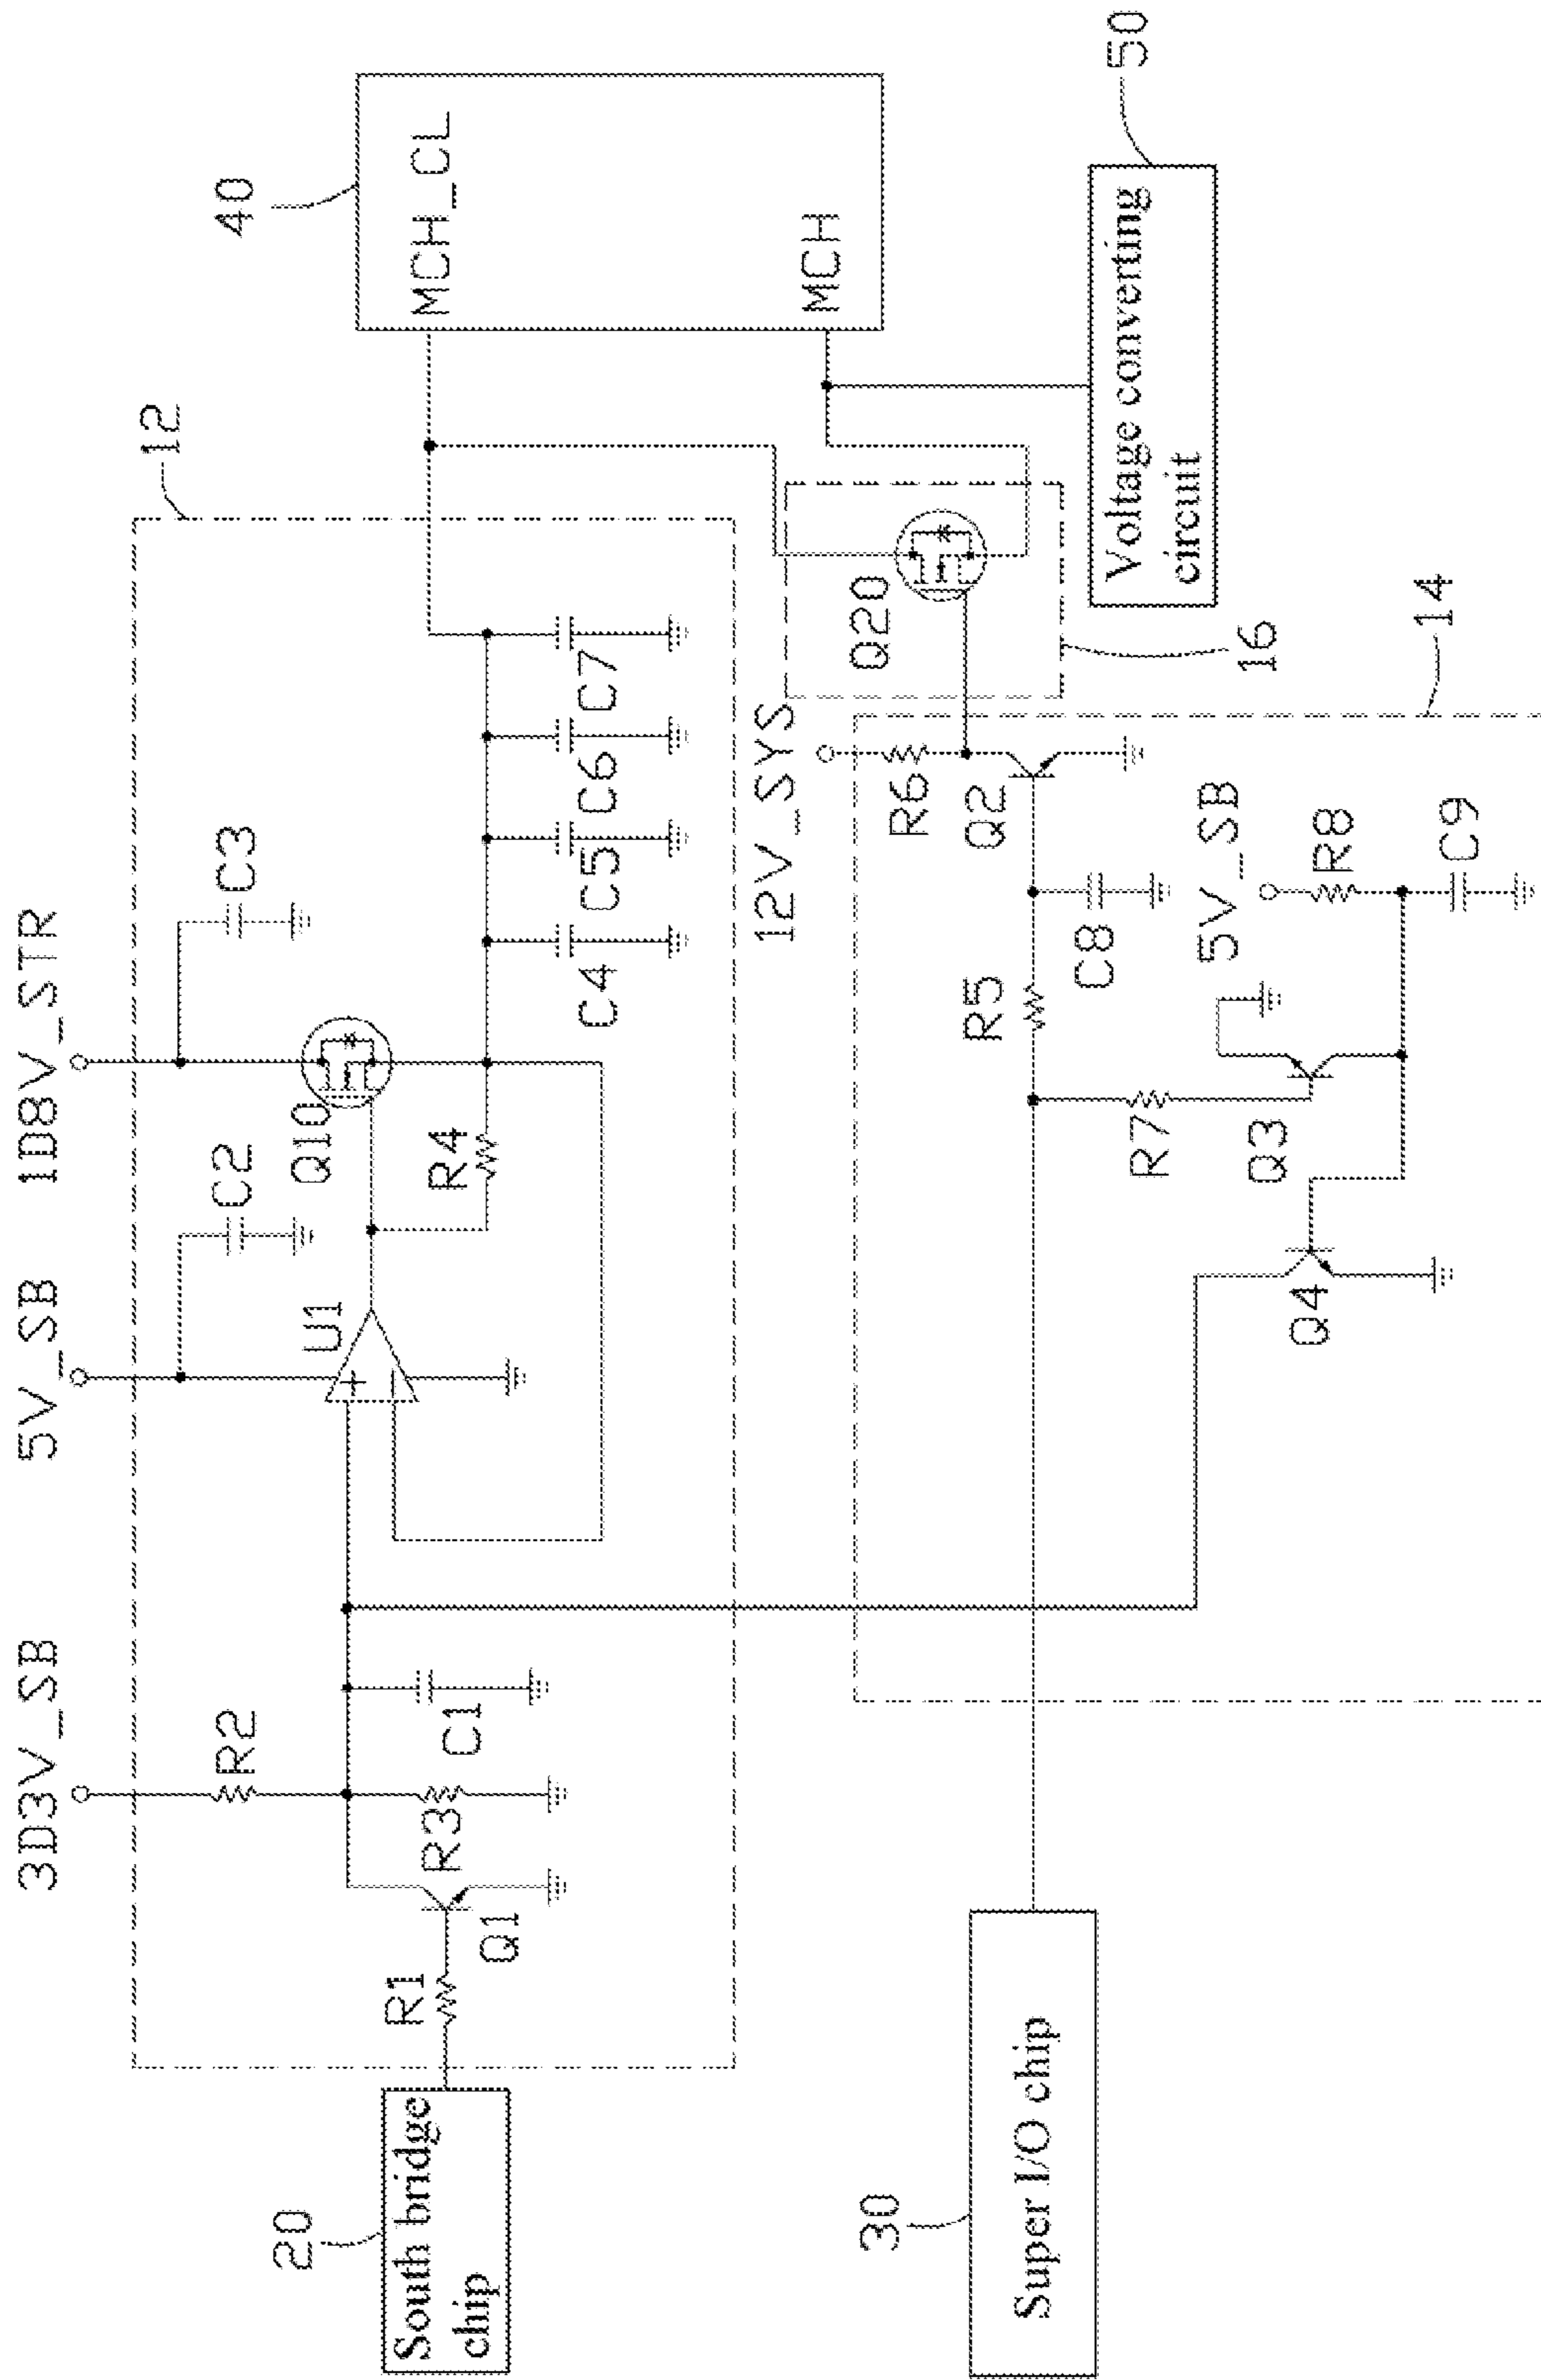 3D3V_SB
5V_SB
1D8V_STR
12
40
R2
C2
C3
Q10
U1
MCH_CL
MCH
20
South bridge
chip
R1
Q1
R3
C1
R4
C4
C5
C6
C7
12V_SYS
Q20
R6
Q2
16
50
Voltage converting
circuit
30
Super I/O chip
R5
C8
5V_SB
R8
C9
R7
Q3
Q4
14